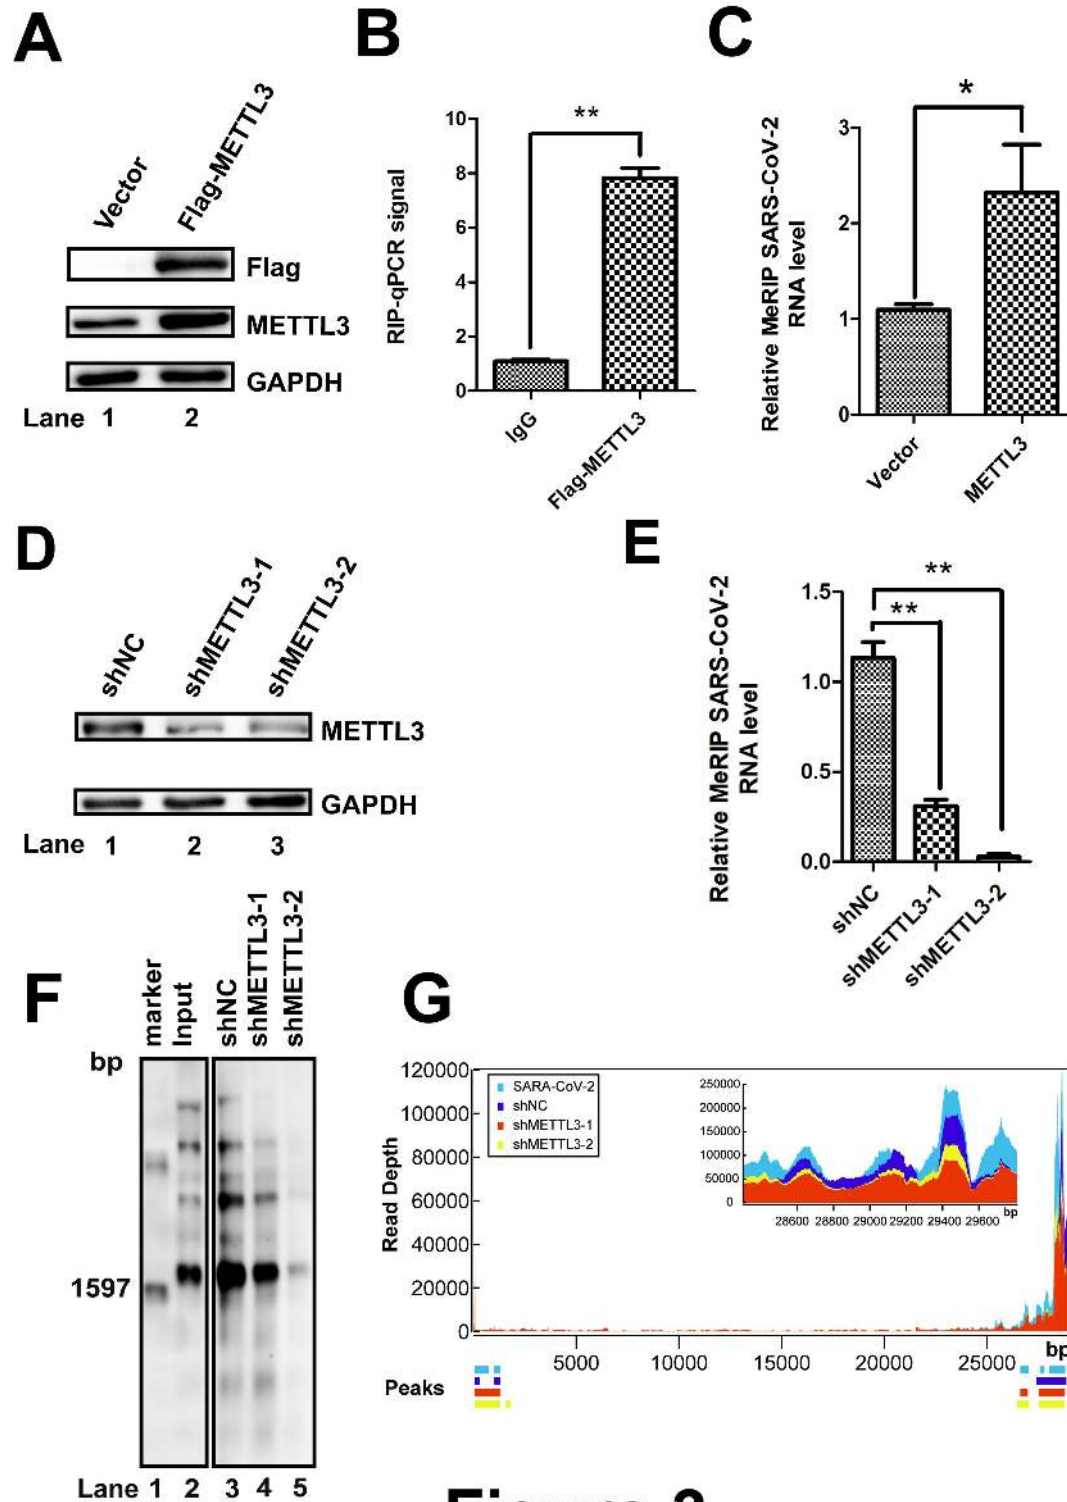 A
Vector
Flag-METTL3
Flag
METTL3
GAPDH
Lane 1 2
B
RIP-qPCR signal
10
8
6
4
2
0
**
IgG
Flag-METTL3
C
Relative MeRIP SARS-CoV-2
RNA level
3
2
1
0
*
Vector
METTL3
D
shNC
shMETTL3-1
shMETTL3-2
METTL3
GAPDH
Lane 1 2 3
E
Relative MeRIP SARS-CoV-2
RNA level
1.5
1.0
0.5
0.0
**
**
shNC
shMETTL3-1
shMETTL3-2
F
marker
Input
shNC
shMETTL3-1
shMETTL3-2
bp
1597
Lane 1 2 3 4 5
G
Read Depth
120000
100000
80000
60000
40000
20000
0
SARA-CoV-2
shNC
shMETTL3-1
shMETTL3-2
250000
200000
150000
100000
50000
0
28600 28800 29000 29200 29400 29600 bp
5000 10000 15000 20000 25000 bp
Peaks